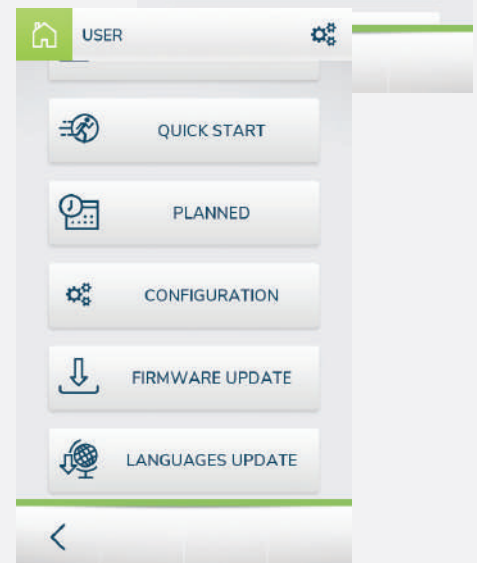 USER
QUICK START
PLANNED
CONFIGURATION
FIRMWARE UPDATE
LANGUAGES UPDATE